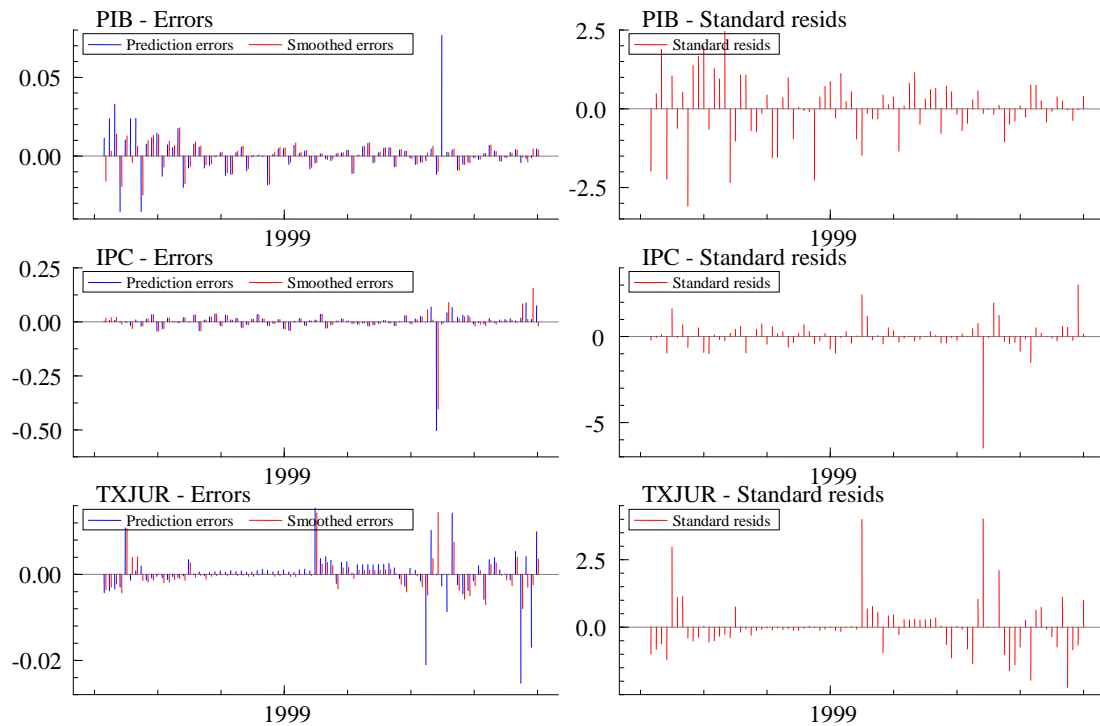 PIB - Errors
Prediction errors Smoothed errors
0.05
0.00
1999
PIB - Standard resids
2.5
Standard resids
0.0
-2.5
1999
IPC - Errors
0.25
Prediction errors Smoothed errors
0.00
-0.25
-0.50
1999
IPC - Standard resids
Standard resids
0
-5
1999
TXJUR - Errors
Prediction errors Smoothed errors
0.00
-0.02
1999
TXJUR - Standard resids
Standard resids
2.5
0.0
1999